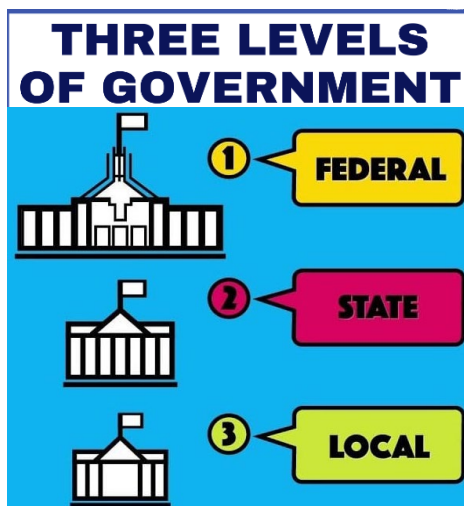 THREE LEVELS
OF GOVERNMENT
1
FEDERAL
2
STATE
3
LOCAL